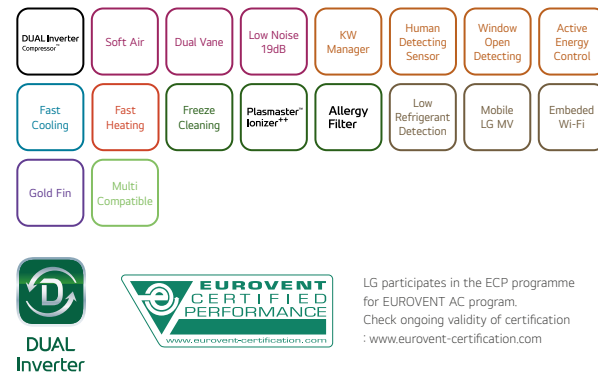 DUAL Inverter
Compressor™
Soft Air
Dual Vane
Low Noise
19dB
KW
Manager
Human
Detecting
Sensor
Window
Open
Detecting
Active
Energy
Control
Fast
Cooling
Fast
Heating
Freeze
Cleaning
Plasmaster™
Ionizer++
Allergy
Filter
Low
Refrigerant
Detection
Mobile
LG MV
Embeded
Wi-Fi
Gold Fin
Multi
Compatible
D
DUAL
Inverter
e
EUROVENT
CERTIFIED
PERFORMANCE
www.eurovent-certification.com
LG participates in the ECP programme
for EUROVENT AC program.
Check ongoing validity of certification
: www.eurovent-certification.com